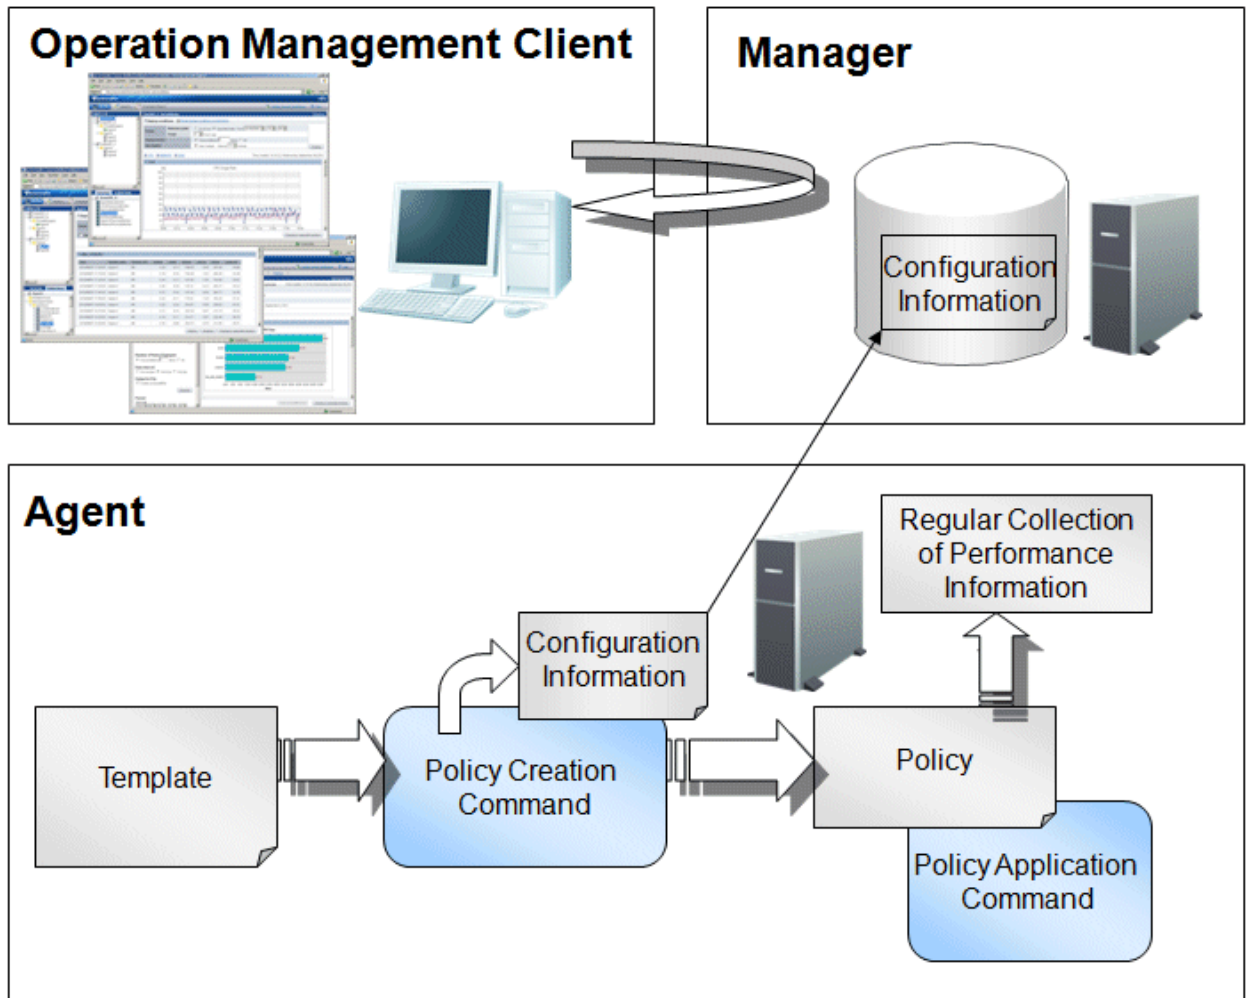 Operation Management Client
Manager
Configuration
Information
Agent
Regular Collection
of Performance
Information
Configuration
Information
Template
Policy Creation
Command
Policy
Policy Application
Command